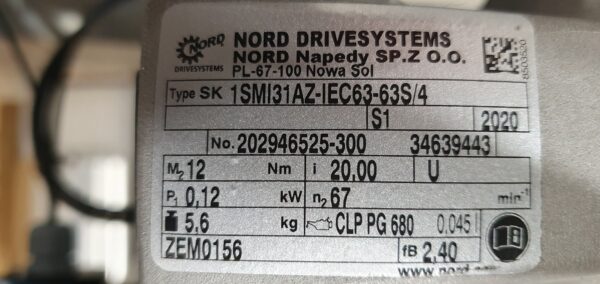 NORD DRIVESYSTEMS
NORD DRIVESYSTEMS
NORD Napedy SP.Z O.O.
PL-67-100 Nowa Sol
8503520
Type SK 1SMI31AZ-IEC63-63S/4
S1 2020
No. 202946525-300 34639443
M2 12 Nm i 20,00 U
P1 0,12 kW n2 67 min-1
5.6 kg CLP PG 680 0.045 l
ZEM0156 fB 2,40